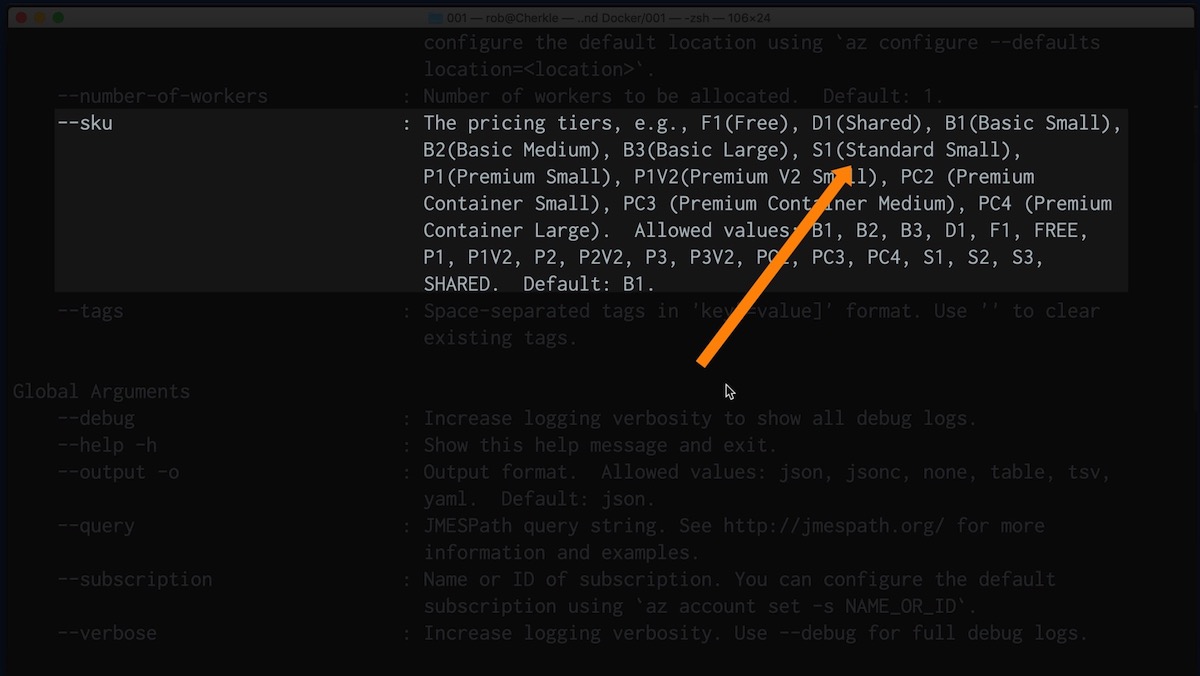 001 — rob@Cherkle — ..nd Docker/001 — -zsh — 106×24
configure the default location using `az configure --defaults
location=<location>`.
--number-of-workers : Number of workers to be allocated. Default: 1.
--sku : The pricing tiers, e.g., F1(Free), D1(Shared), B1(Basic Small),
B2(Basic Medium), B3(Basic Large), S1(Standard Small),
P1(Premium Small), P1V2(Premium V2 Small), PC2 (Premium
Container Small), PC3 (Premium Container Medium), PC4 (Premium
Container Large). Allowed values: B1, B2, B3, D1, F1, FREE,
P1, P1V2, P2, P2V2, P3, P3V2, PC2, PC3, PC4, S1, S2, S3,
SHARED. Default: B1.
--tags : Space-separated tags in 'key[=value]' format. Use '' to clear
existing tags.
Global Arguments
--debug : Increase logging verbosity to show all debug logs.
--help -h : Show this help message and exit.
--output -o : Output format. Allowed values: json, jsonc, none, table, tsv,
yaml. Default: json.
--query : JMESPath query string. See http://jmespath.org/ for more
information and examples.
--subscription : Name or ID of subscription. You can configure the default
subscription using `az account set -s NAME_OR_ID`.
--verbose : Increase logging verbosity. Use --debug for full debug logs.